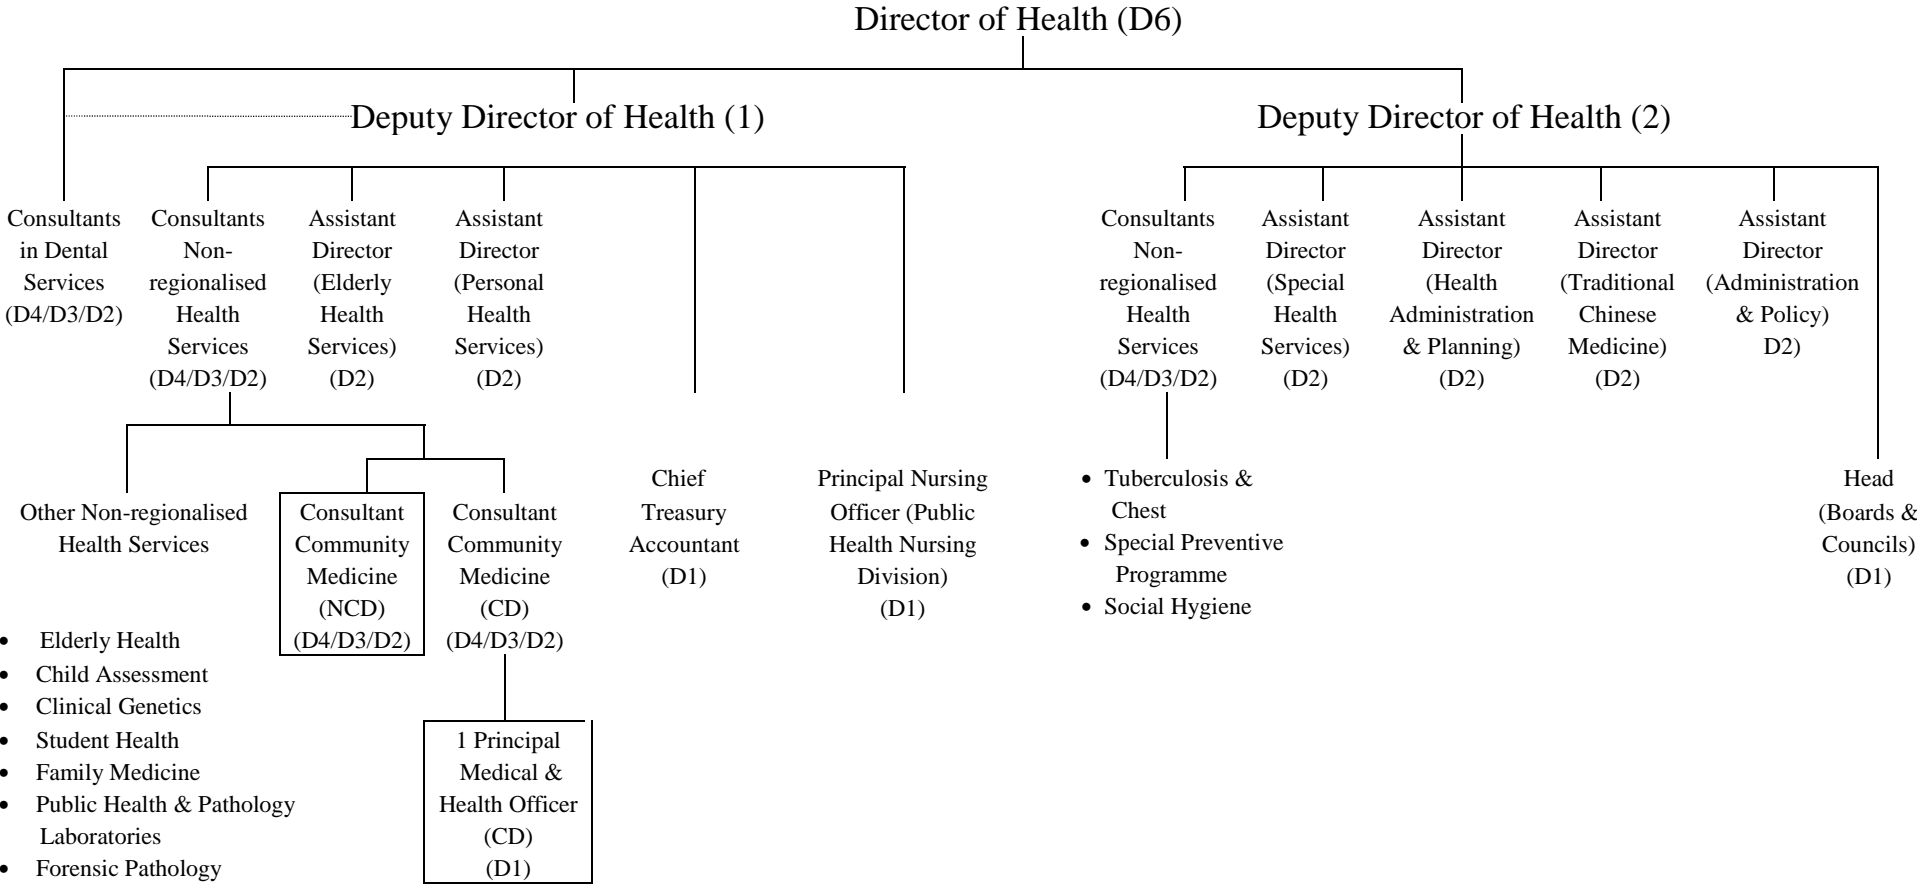 Director of Health (D6)
Deputy Director of Health (1)
Deputy Director of Health (2)
Consultants
in Dental
Services
(D4/D3/D2)
Consultants
Non-
regionalised
Health
Services
(D4/D3/D2)
Assistant
Director
(Elderly
Health
Services)
(D2)
Assistant
Director
(Personal
Health
Services)
(D2)
Consultants
Non-
regionalised
Health
Services
(D4/D3/D2)
Assistant
Director
(Special
Health
Services)
(D2)
Assistant
Director
(Health
Administration
& Planning)
(D2)
Assistant
Director
(Traditional
Chinese
Medicine)
(D2)
Assistant
Director
(Administration
& Policy)
D2)
Other Non-regionalised
Health Services
Consultant
Community
Medicine
(NCD)
(D4/D3/D2)
Consultant
Community
Medicine
(CD)
(D4/D3/D2)
Chief
Treasury
Accountant
(D1)
Principal Nursing
Officer (Public
Health Nursing
Division)
(D1)
• Tuberculosis &
Chest
• Special Preventive
Programme
• Social Hygiene
Head
(Boards &
Councils)
(D1)
• Elderly Health
• Child Assessment
• Clinical Genetics
• Student Health
• Family Medicine
• Public Health & Pathology
Laboratories
• Forensic Pathology
1 Principal
Medical &
Health Officer
(CD)
(D1)